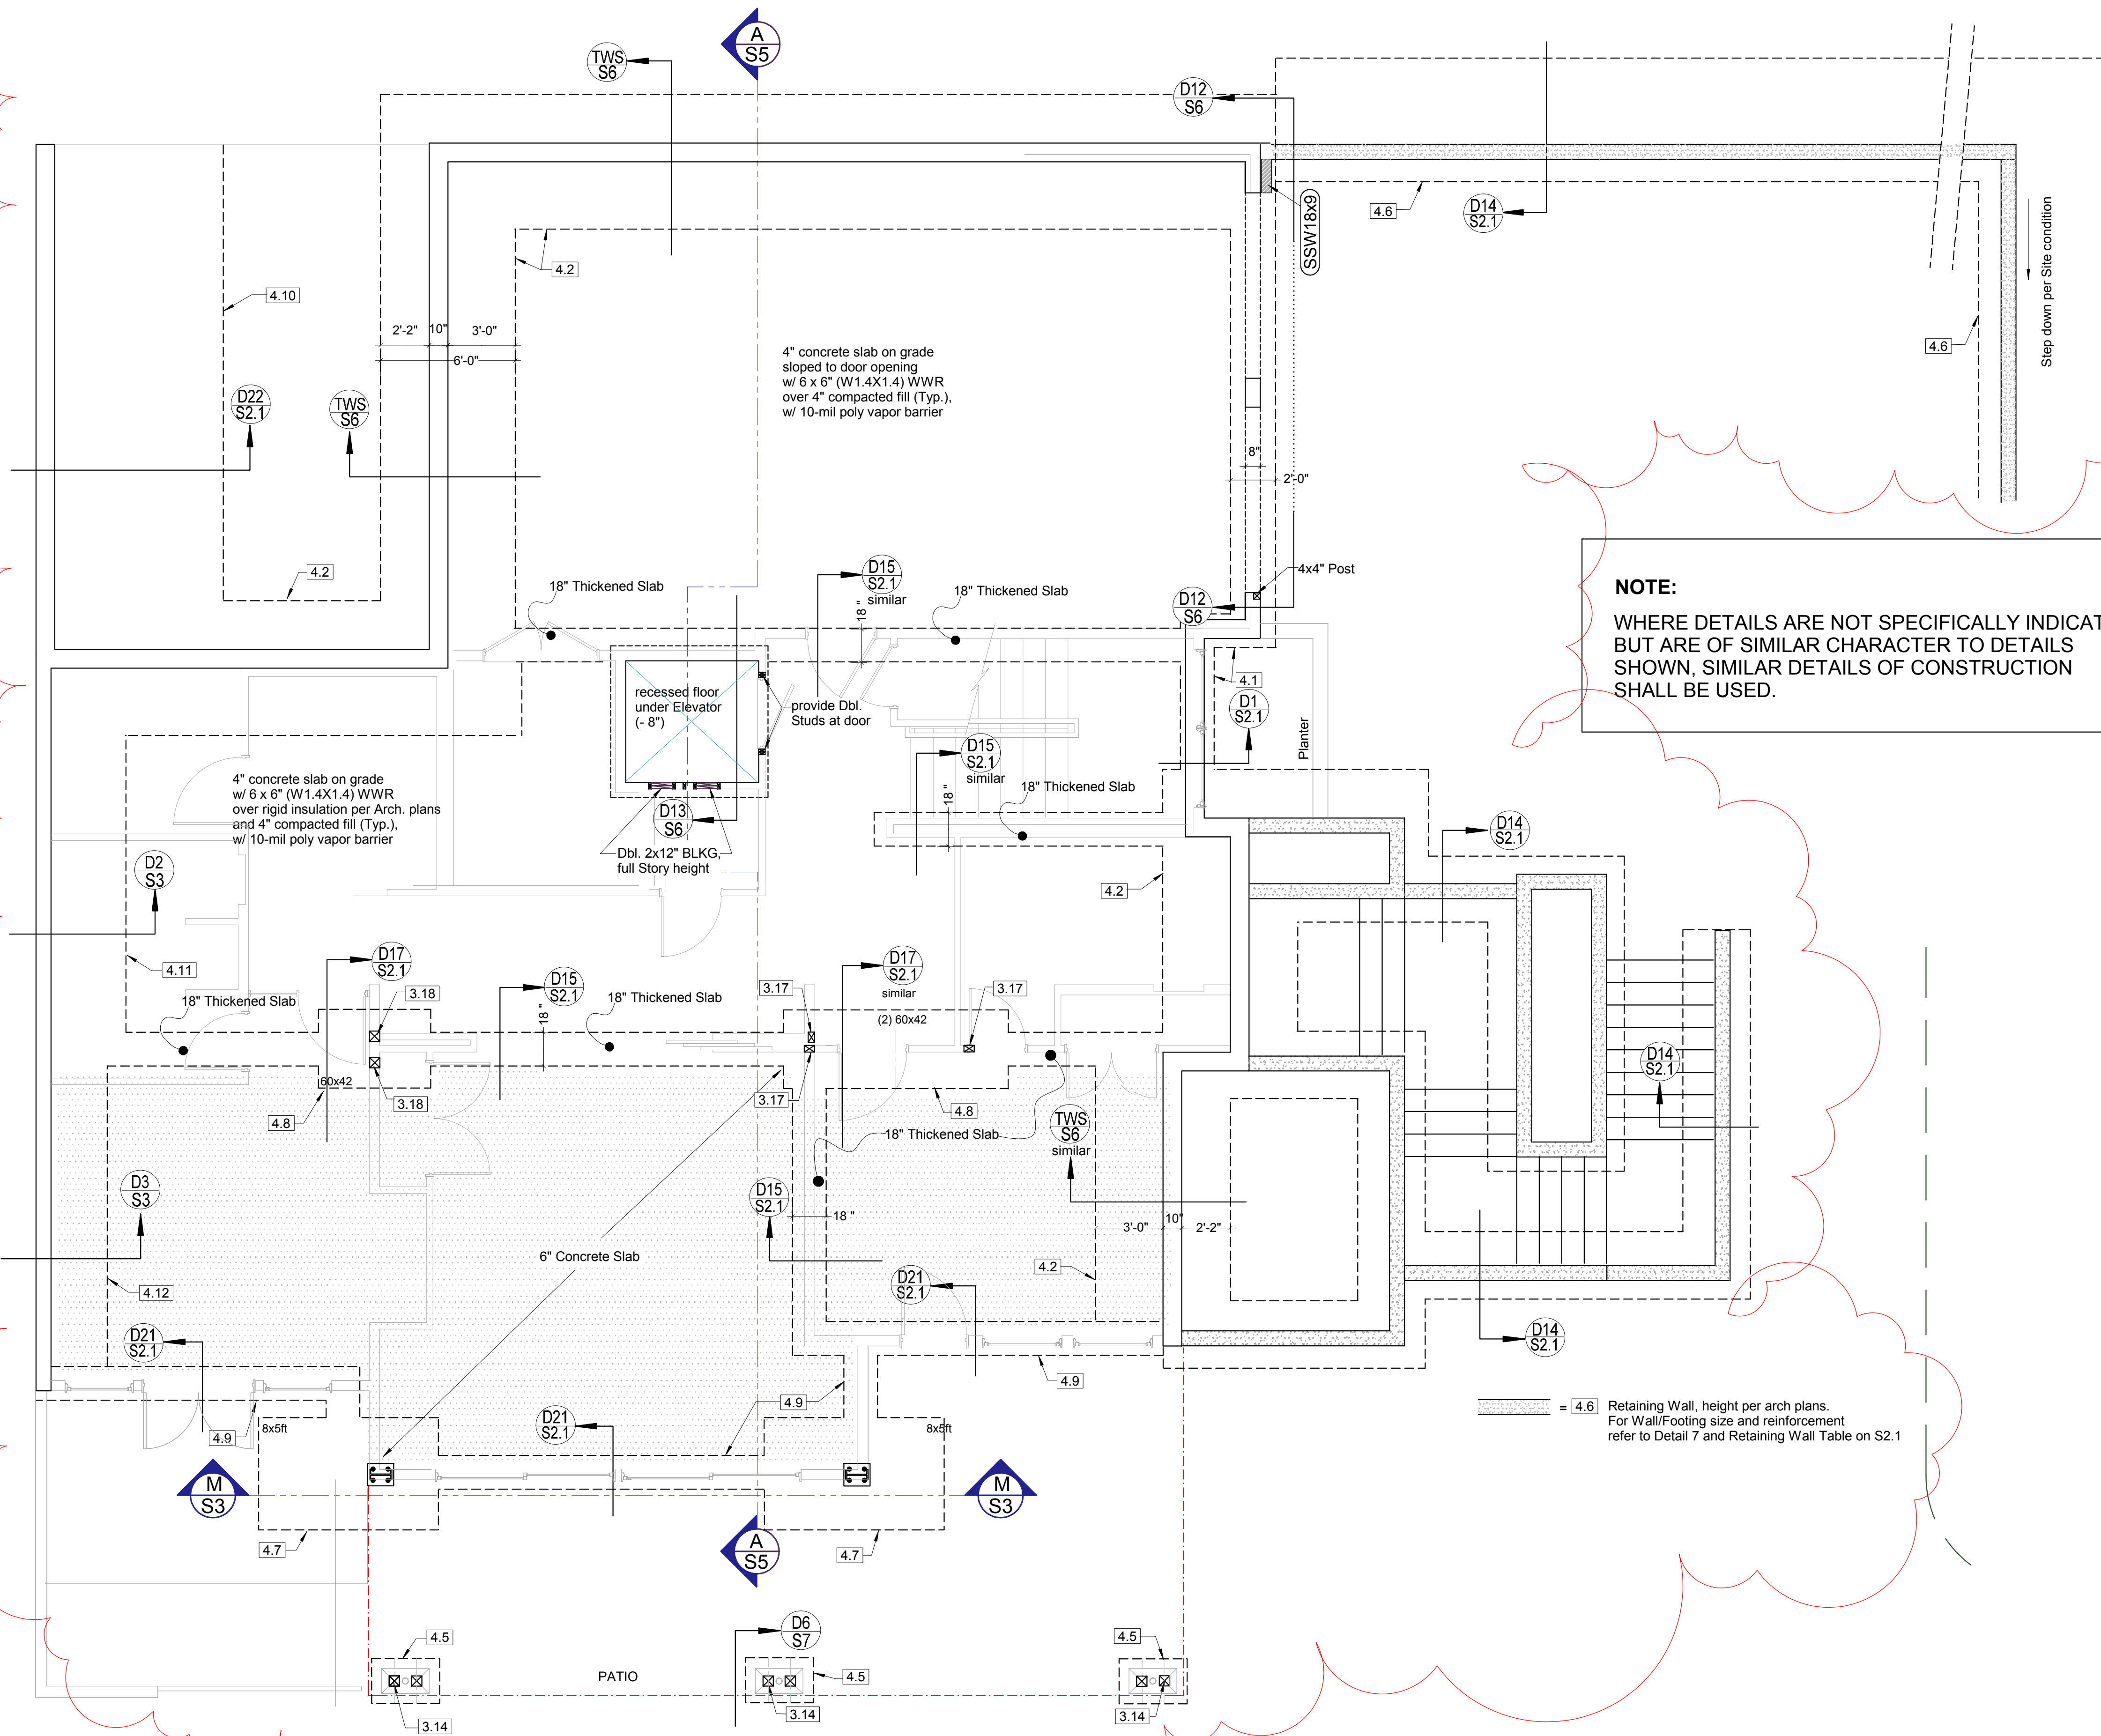 A
S5
TWS
S6
D12
S6
4.6
D14
S2.1
SSW18x9
Step down per Site condition
4.6
4.2
4.10
2'-2"
10"
3'-0"
6'-0"
4" concrete slab on grade
sloped to door opening
w/ 6 x 6" (W1.4X1.4) WWR
over 4" compacted fill (Typ.),
w/ 10-mil poly vapor barrier
D22
S2.1
TWS
S6
8"
2'-0"
4.2
18" Thickened Slab
D15
S2.1
similar
18"
18" Thickened Slab
D12
S6
4x4" Post
NOTE:
WHERE DETAILS ARE NOT SPECIFICALLY INDICAT
BUT ARE OF SIMILAR CHARACTER TO DETAILS
SHOWN, SIMILAR DETAILS OF CONSTRUCTION
SHALL BE USED.
recessed floor
under Elevator
(- 8")
provide Dbl.
Studs at door
4.1
D1
S2.1
Planter
D15
S2.1
similar
18"
18" Thickened Slab
4" concrete slab on grade
w/ 6 x 6" (W1.4X1.4) WWR
over rigid insulation per Arch. plans
and 4" compacted fill (Typ.),
w/ 10-mil poly vapor barrier
D13
S6
Dbl. 2x12" BLKG,
full Story height
D14
S2.1
D2
S3
4.2
4.11
D17
S2.1
D15
S2.1
D17
S2.1
similar
18" Thickened Slab
3.18
18"
18" Thickened Slab
3.17
(2) 60x42
3.17
D14
S2.1
60x42
3.18
4.8
3.17
4.8
18" Thickened Slab
TWS
S6
similar
D3
S3
D15
S2.1
18"
3'-0"
10"
2'-2"
6" Concrete Slab
4.2
4.12
D21
S2.1
D21
S2.1
D14
S2.1
4.9
4.9
4.9
8x5ft
D21
S2.1
8x5ft
= 4.6
Retaining Wall, height per arch plans.
For Wall/Footing size and reinforcement
refer to Detail 7 and Retaining Wall Table on S2.1
M
S3
M
S3
4.7
A
S5
4.7
D6
S7
4.5
4.5
4.5
PATIO
3.14
3.14
3.14